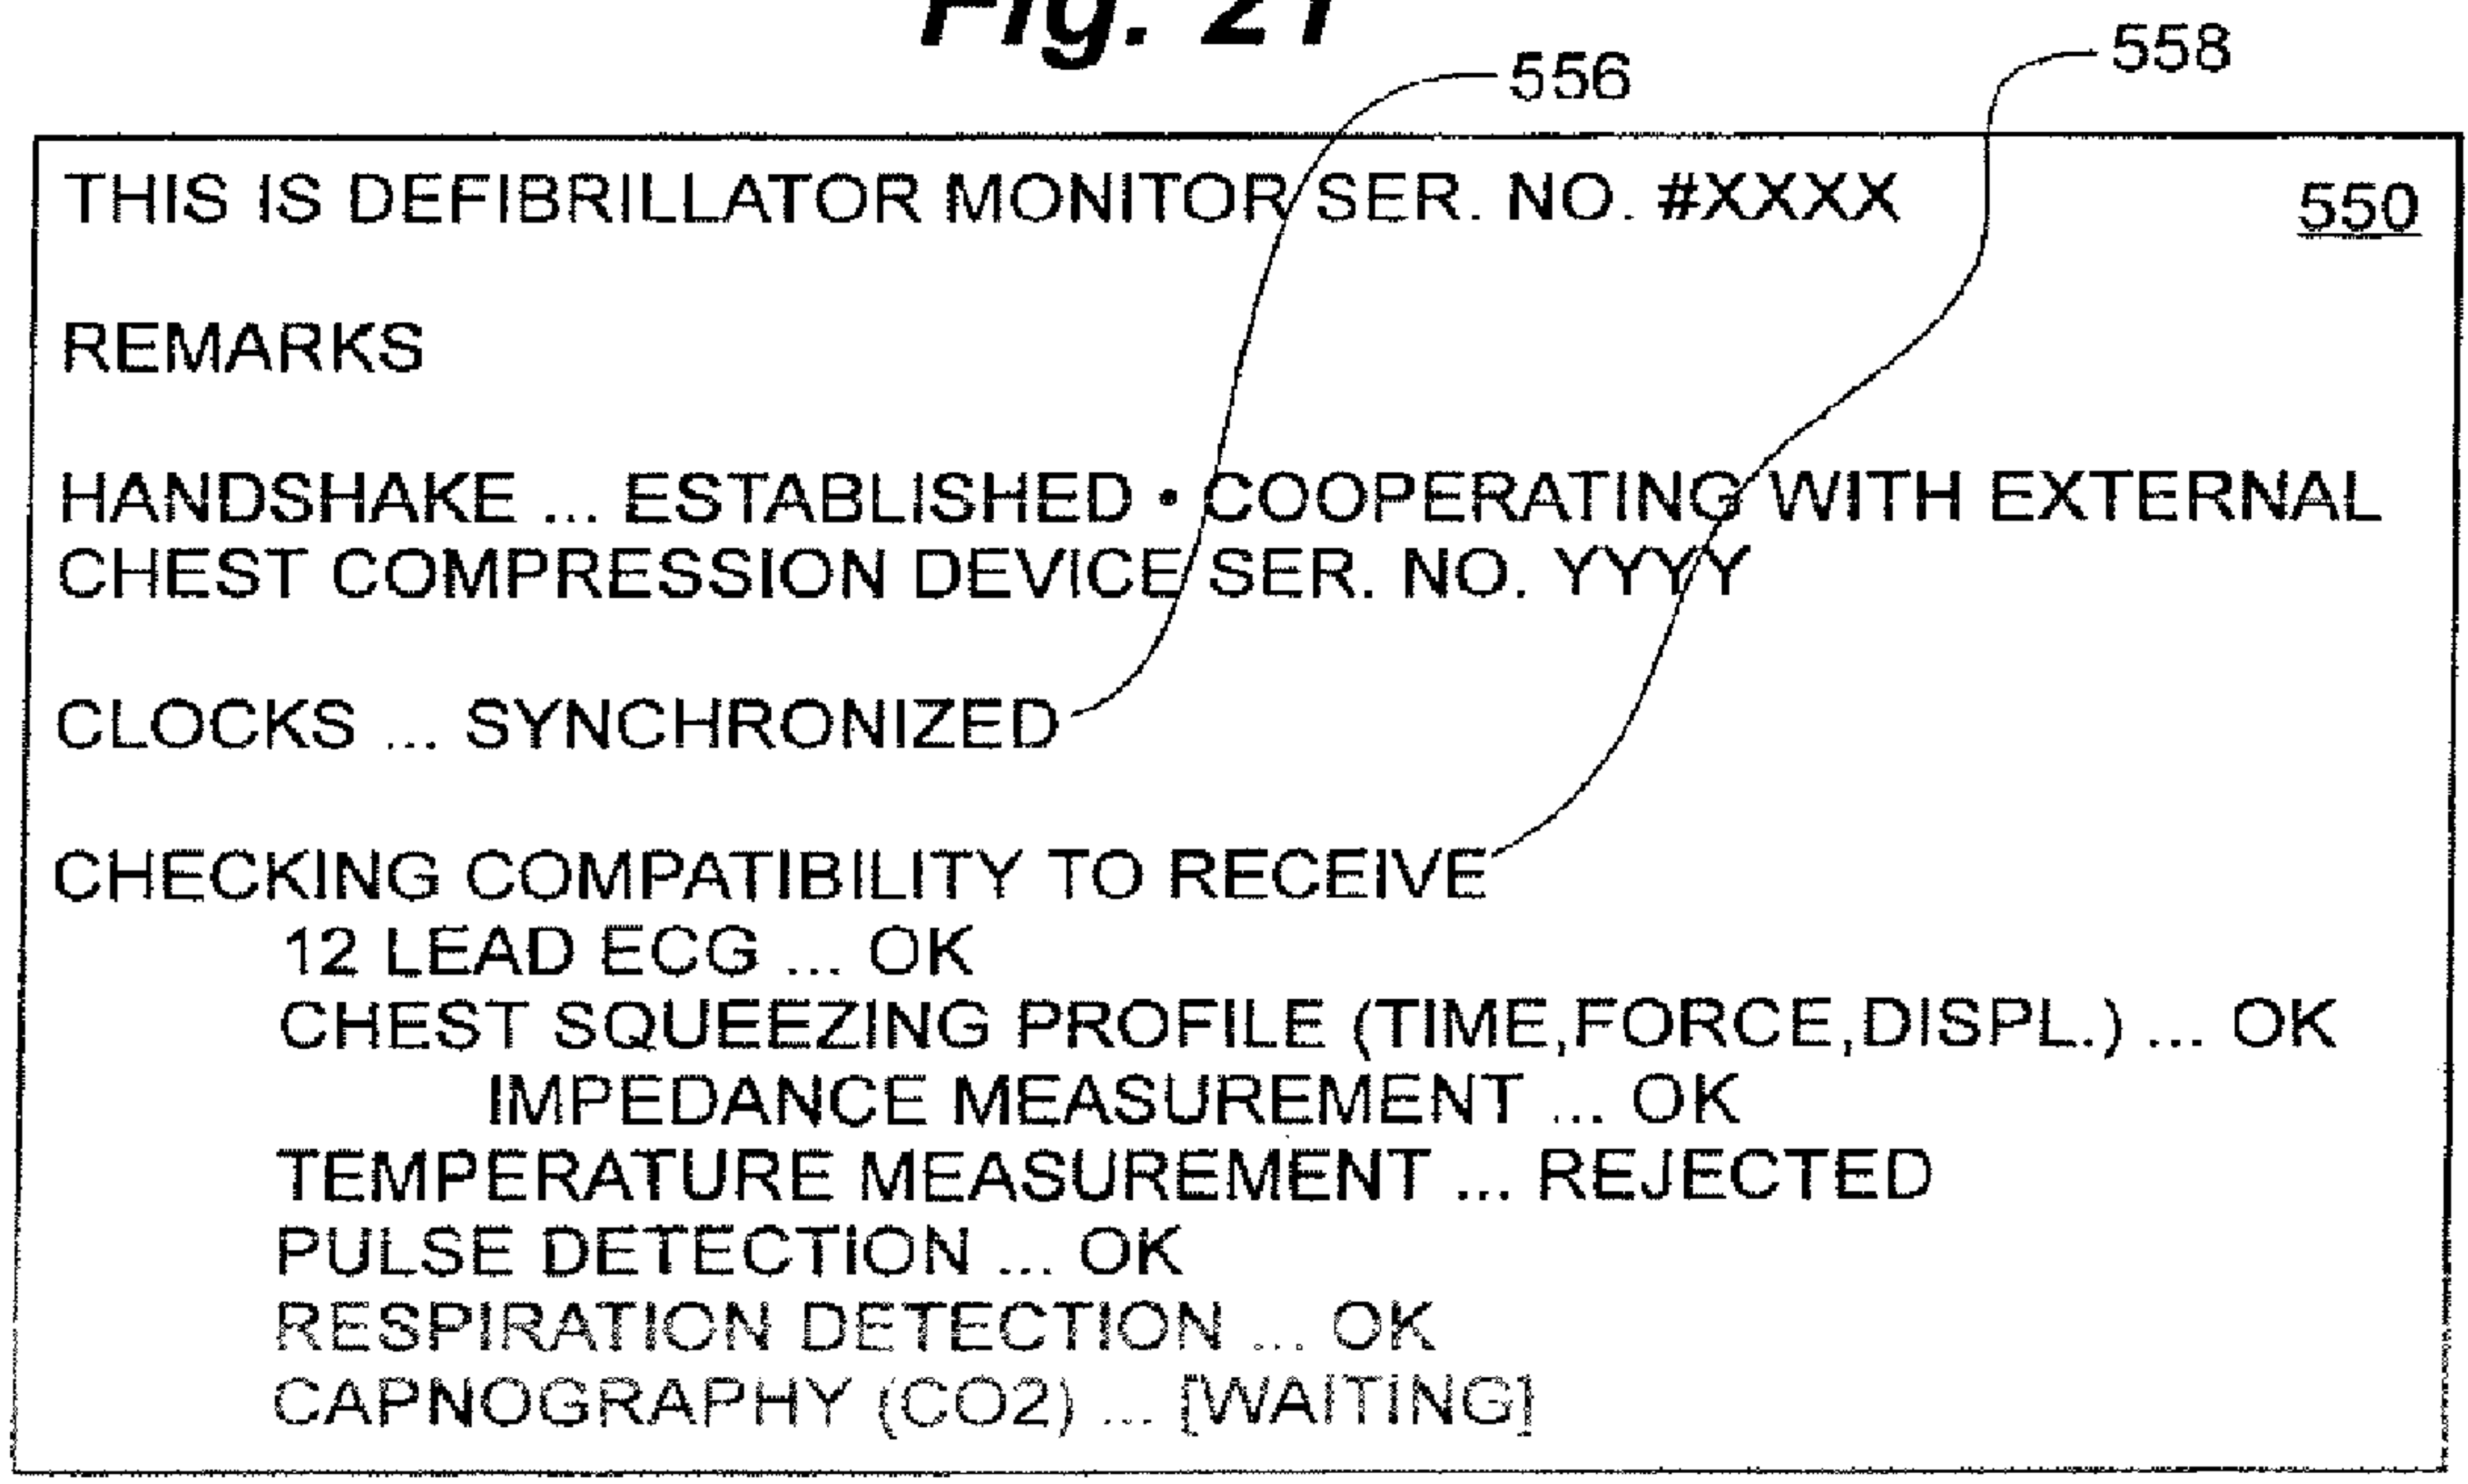 Fig. 21
556
558
THIS IS DEFIBRILLATOR MONITOR SER. NO. #XXXX
550
REMARKS
HANDSHAKE ... ESTABLISHED • COOPERATING WITH EXTERNAL
CHEST COMPRESSION DEVICE SER. NO. YYYY
CLOCKS ... SYNCHRONIZED
CHECKING COMPATIBILITY TO RECEIVE
12 LEAD ECG ... OK
CHEST SQUEEZING PROFILE (TIME,FORCE,DISPL.) ... OK
IMPEDANCE MEASUREMENT ... OK
TEMPERATURE MEASUREMENT ... REJECTED
PULSE DETECTION ... OK
RESPIRATION DETECTION ... OK
CAPNOGRAPHY (CO2) ... [WAITING]